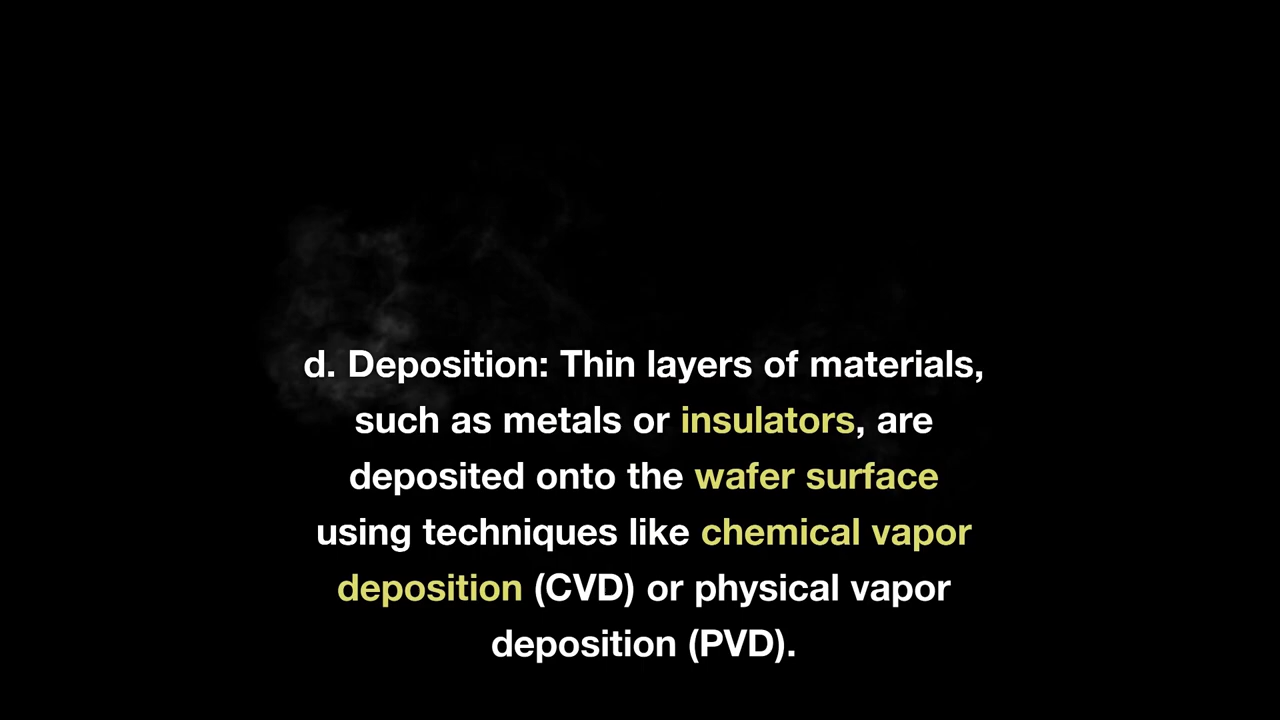 d. Deposition: Thin layers of materials,
such as metals or insulators, are
deposited onto the wafer surface
using techniques like chemical vapor
deposition (CVD) or physical vapor
deposition (PVD).